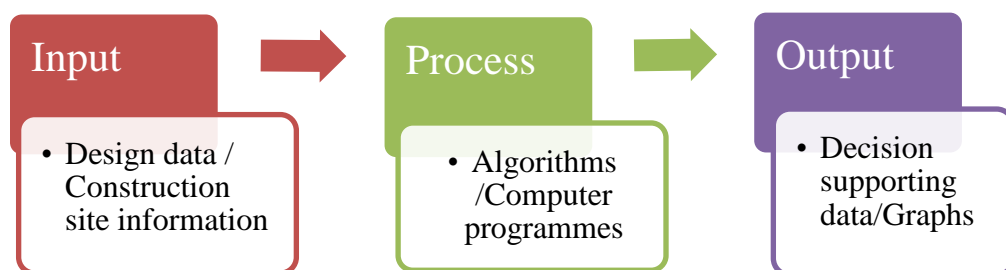 Input
• Design data /
Construction
site information
Process
• Algorithms
/Computer
programmes
Output
• Decision
supporting
data/Graphs